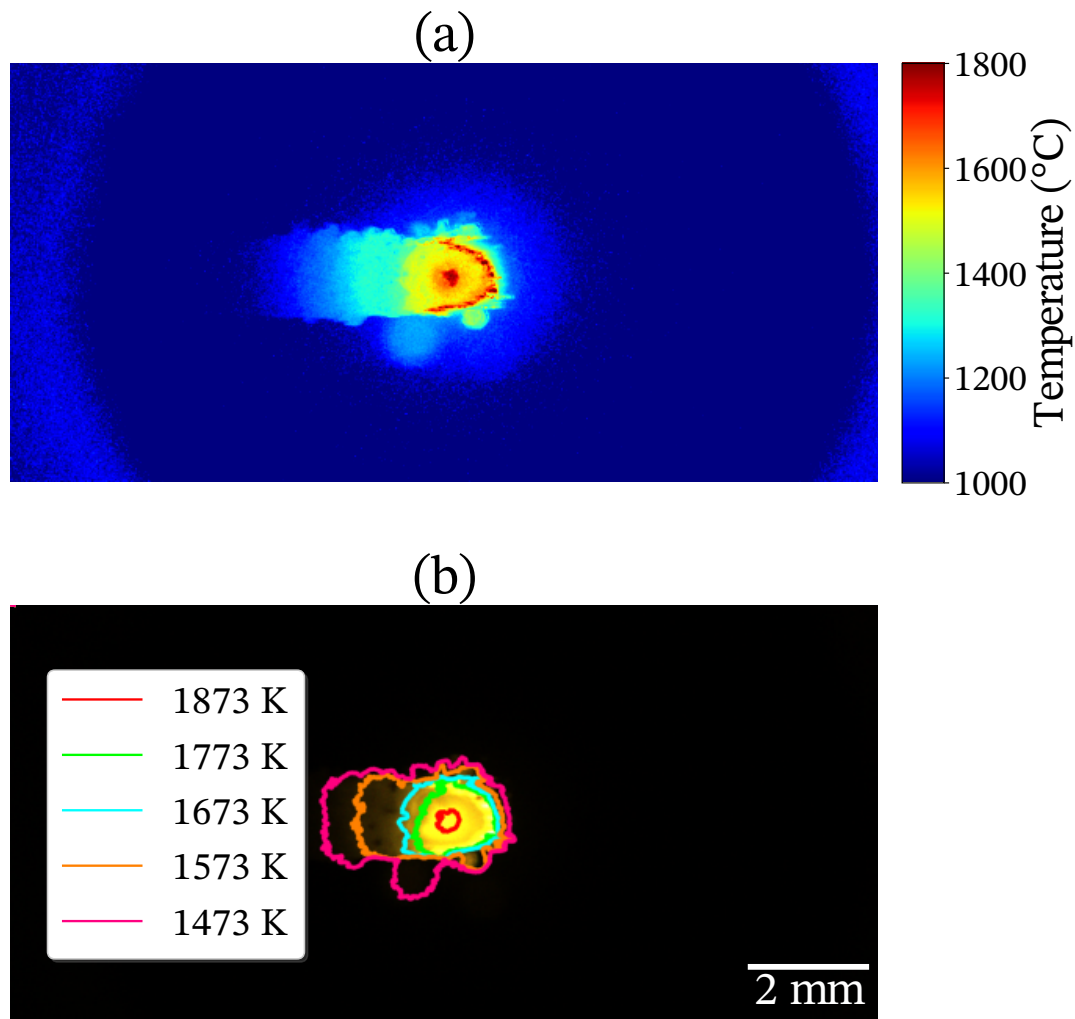 (a)
1800
1600
1400
1200
1000
Temperature (°C)
(b)
1873 K
1773 K
1673 K
1573 K
1473 K
2 mm